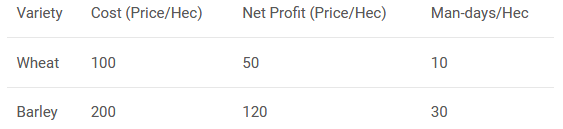 Variety Cost (Price/Hec) Net Profit (Price/Hec) Man-days/Hec
Wheat 100 50 10
Barley 200 120 30